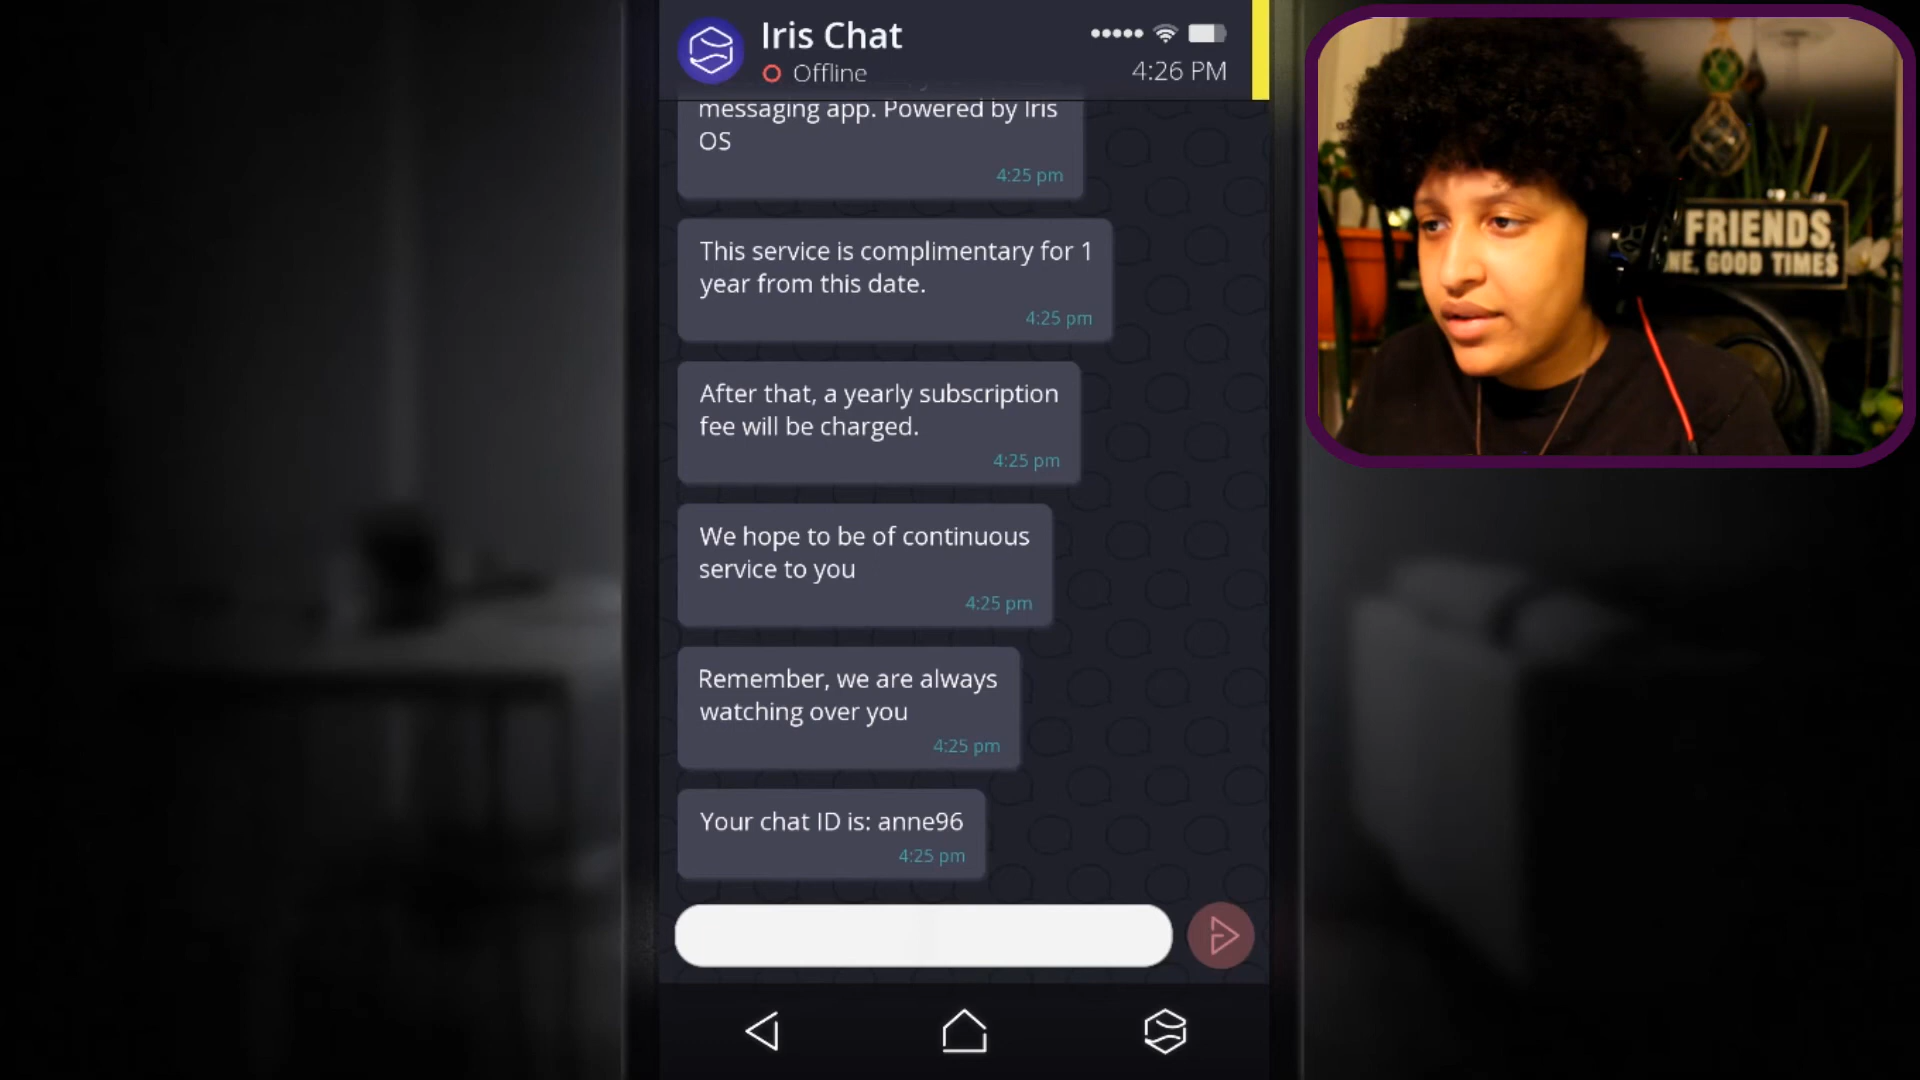 Iris Chat
Offline
4:26 PM
messaging app. Powered by Iris
OS
4:25 pm
This service is complimentary for 1
year from this date.
4:25 pm
After that, a yearly subscription
fee will be charged.
4:25 pm
We hope to be of continuous
service to you
4:25 pm
Remember, we are always
watching over you
4:25 pm
Your chat ID is: anne96
4:25 pm
FRIENDS,
GOOD TIMES